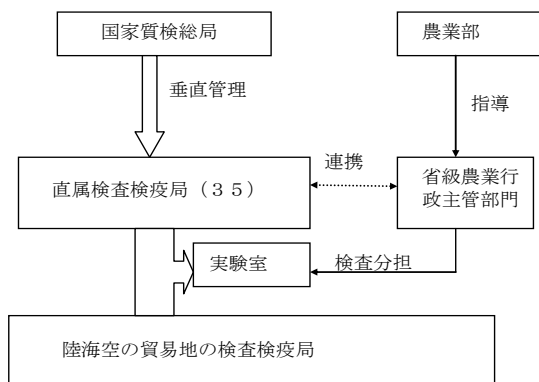 国家質検総局
農業部
垂直管理
指導
連携
直属検査検疫局（３５）
省級農業行
政主管部門
実験室
検査分担
陸海空の貿易地の検査検疫局